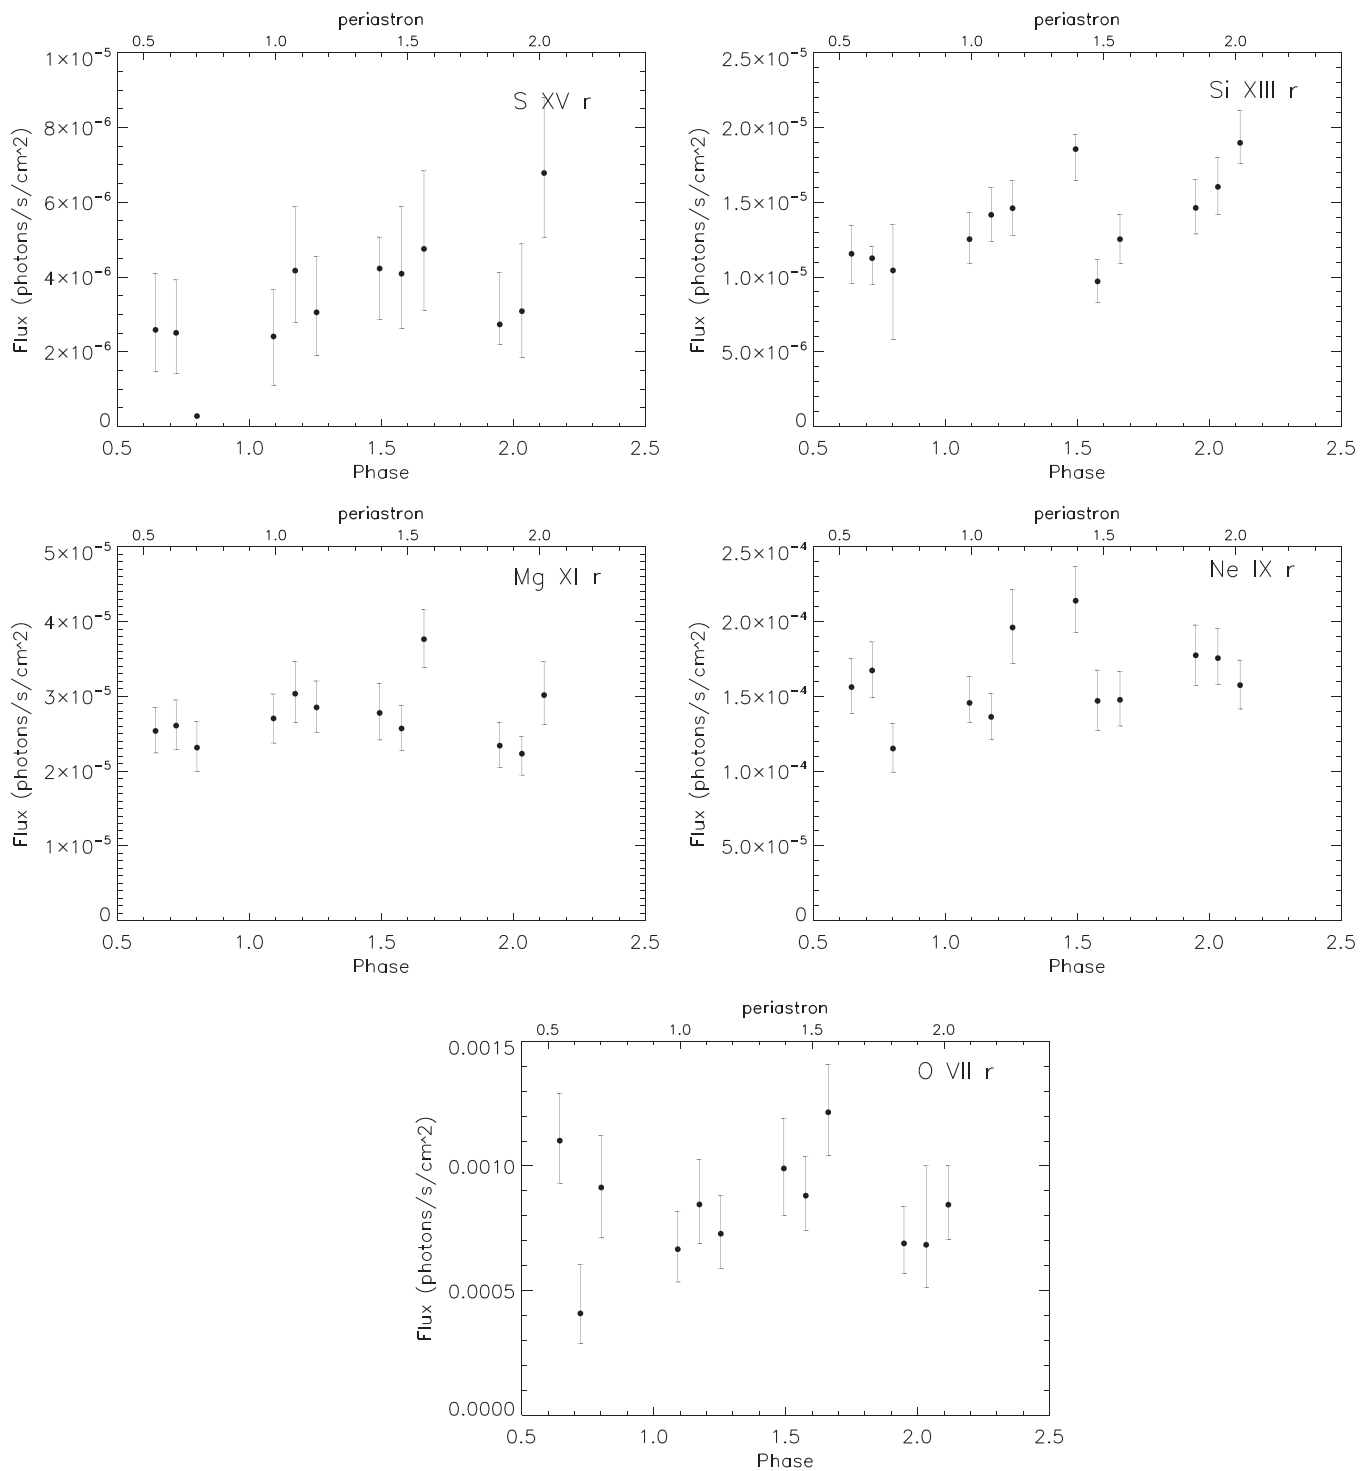 periastron
0.5 1.0 1.5 2.0
1×10⁻⁵
8×10⁻⁶
6×10⁻⁶
4×10⁻⁶
2×10⁻⁶
0
Flux (photons/s/cm^2)
S XV r
0.5 1.0 1.5 2.0 2.5
Phase
periastron
0.5 1.0 1.5 2.0
2.5×10⁻⁵
2.0×10⁻⁵
1.5×10⁻⁵
1.0×10⁻⁵
5.0×10⁻⁶
0
Flux (photons/s/cm^2)
Si XIII r
0.5 1.0 1.5 2.0 2.5
Phase
periastron
0.5 1.0 1.5 2.0
5×10⁻⁵
4×10⁻⁵
3×10⁻⁵
2×10⁻⁵
1×10⁻⁵
0
Flux (photons/s/cm^2)
Mg XI r
0.5 1.0 1.5 2.0 2.5
Phase
periastron
0.5 1.0 1.5 2.0
2.5×10⁻⁴
2.0×10⁻⁴
1.5×10⁻⁴
1.0×10⁻⁴
5.0×10⁻⁵
0
Flux (photons/s/cm^2)
Ne IX r
0.5 1.0 1.5 2.0 2.5
Phase
periastron
0.5 1.0 1.5 2.0
0.0015
0.0010
0.0005
0.0000
Flux (photons/s/cm^2)
O VII r
0.5 1.0 1.5 2.0 2.5
Phase